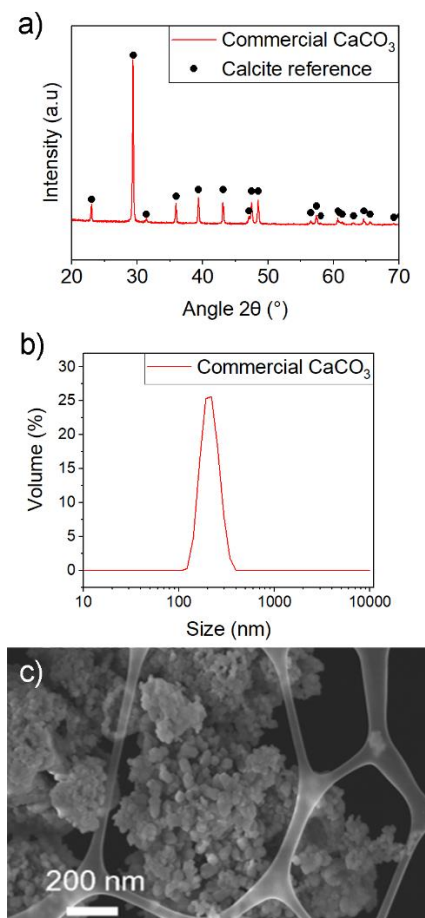 a)
Commercial CaCO₃
Calcite reference
Intensity (a.u)
20 30 40 50 60 70
Angle 2θ (°)
b)
Commercial CaCO₃
30
25
20
15
10
5
0
Volume (%)
10 100 1000 10000
Size (nm)
c)
200 nm